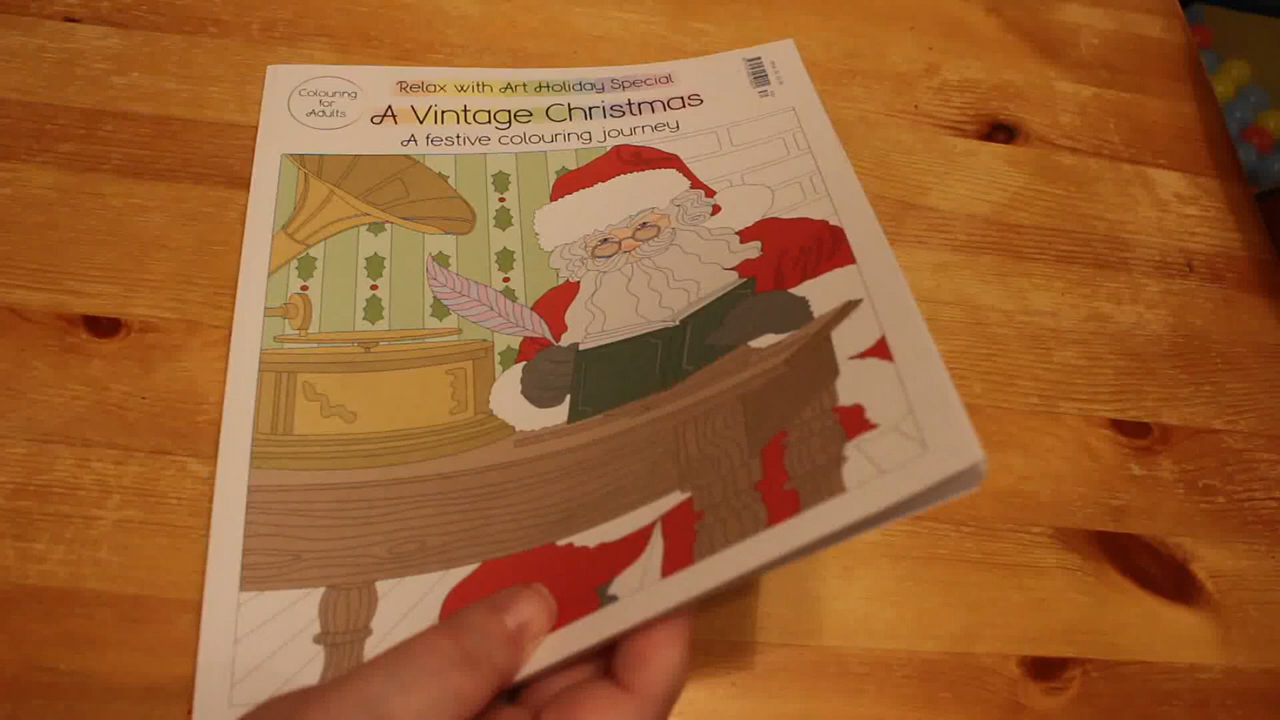 Colouring
for
Adults
Relax with Art Holiday Special
A Vintage Christmas
A festive colouring journey